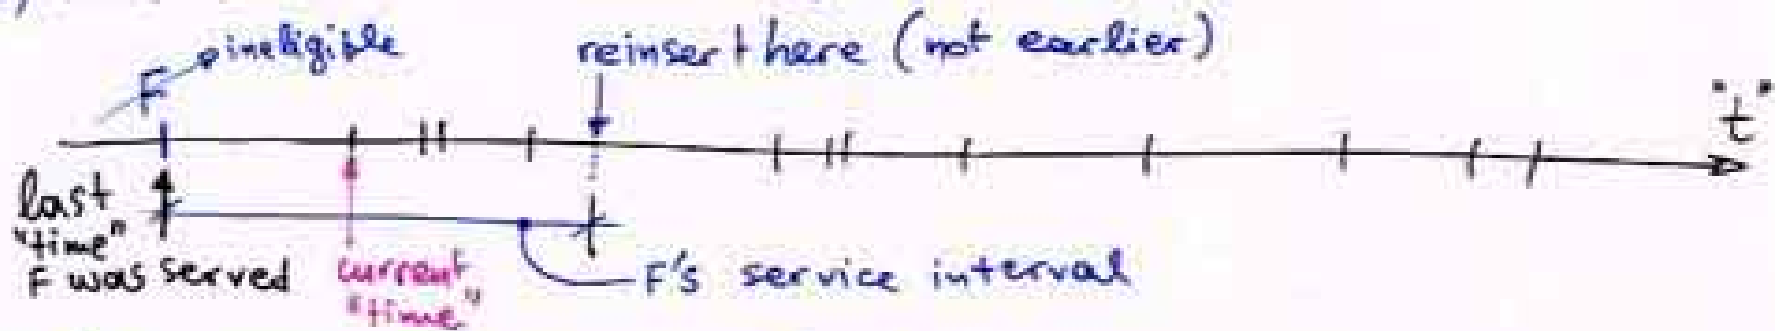 ineligible
F
reinsert here (not earlier)
"t"
last
"time"
F was served
current
"time"
F's service interval